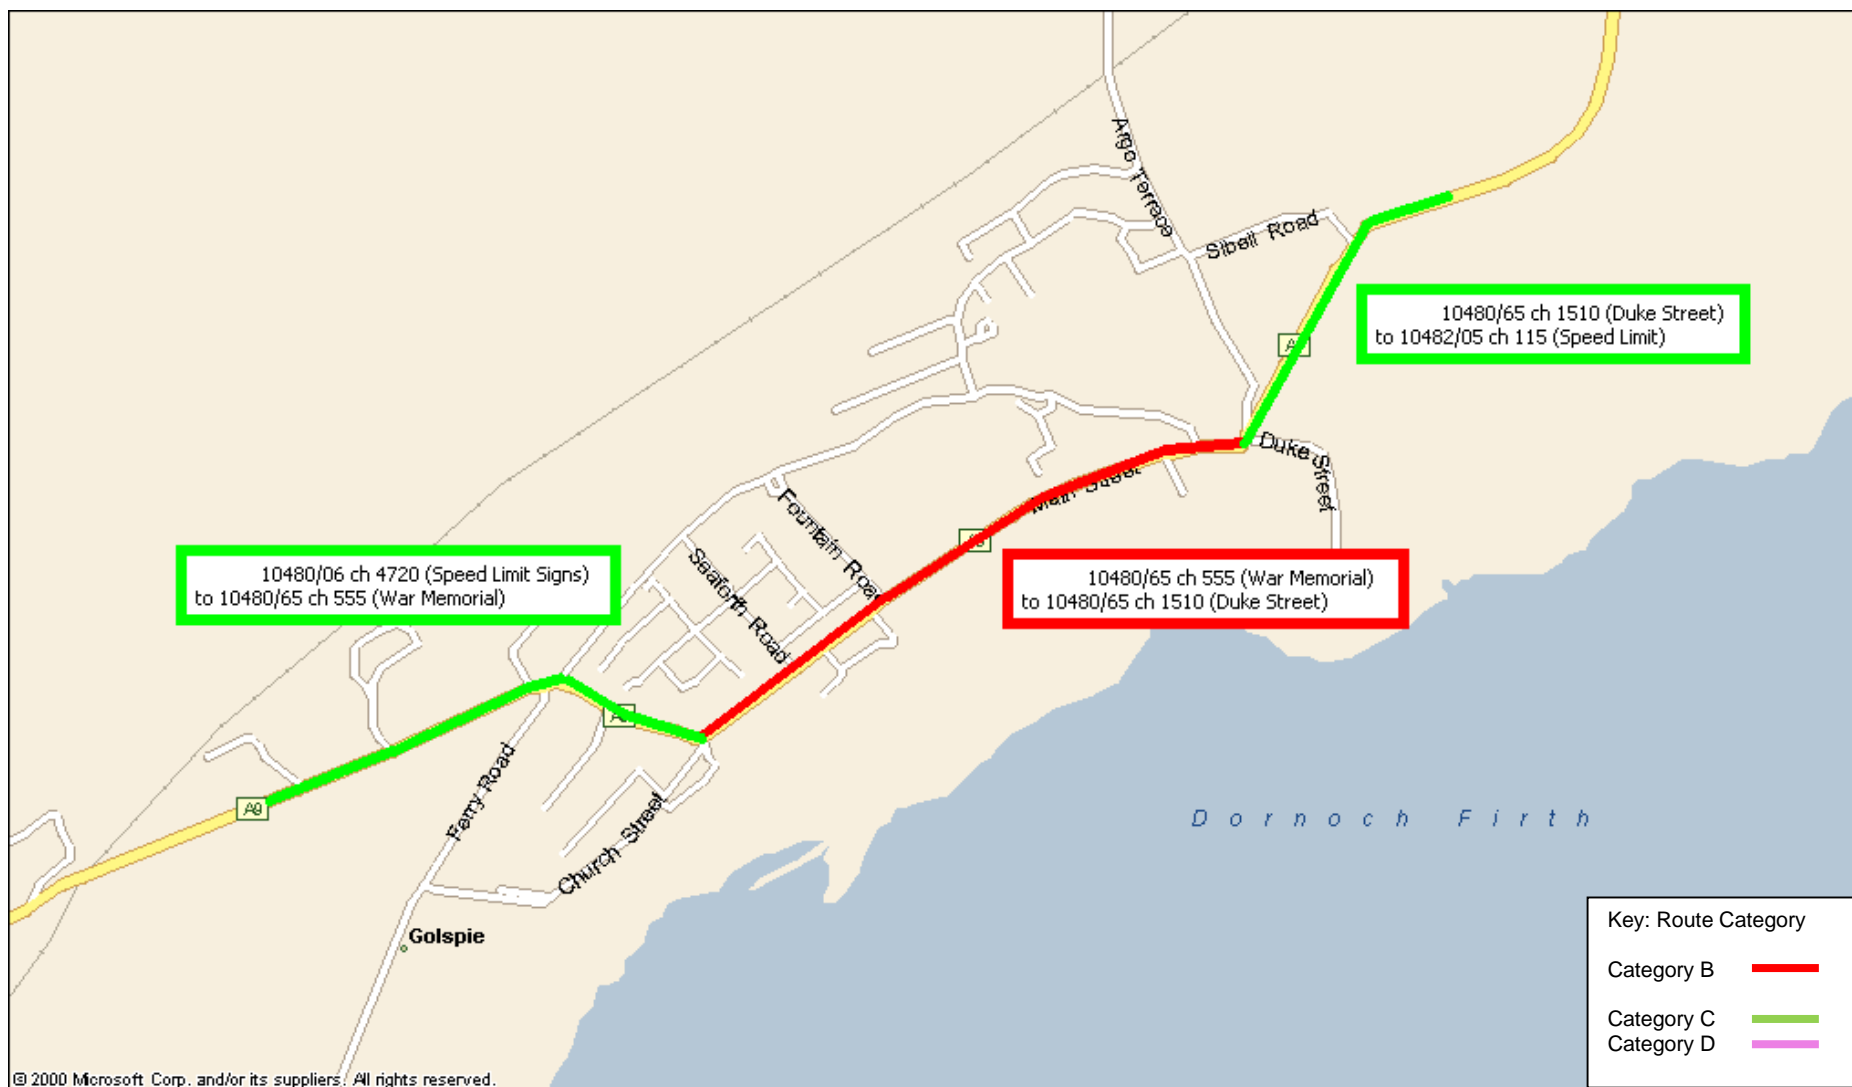 Argo Terrace
Sibell Road
10480/65 ch 1510 (Duke Street)
to 10482/05 ch 115 (Speed Limit)
Duke Street
Main Street
Fountain Road
Seaforth Road
10480/06 ch 4720 (Speed Limit Signs)
to 10480/65 ch 555 (War Memorial)
10480/65 ch 555 (War Memorial)
to 10480/65 ch 1510 (Duke Street)
A9
Ferry Road
Church Street
Dornoch Firth
Golspie
Key: Route Category
Category B
Category C
Category D
© 2000 Microsoft Corp. and/or its suppliers. All rights reserved.